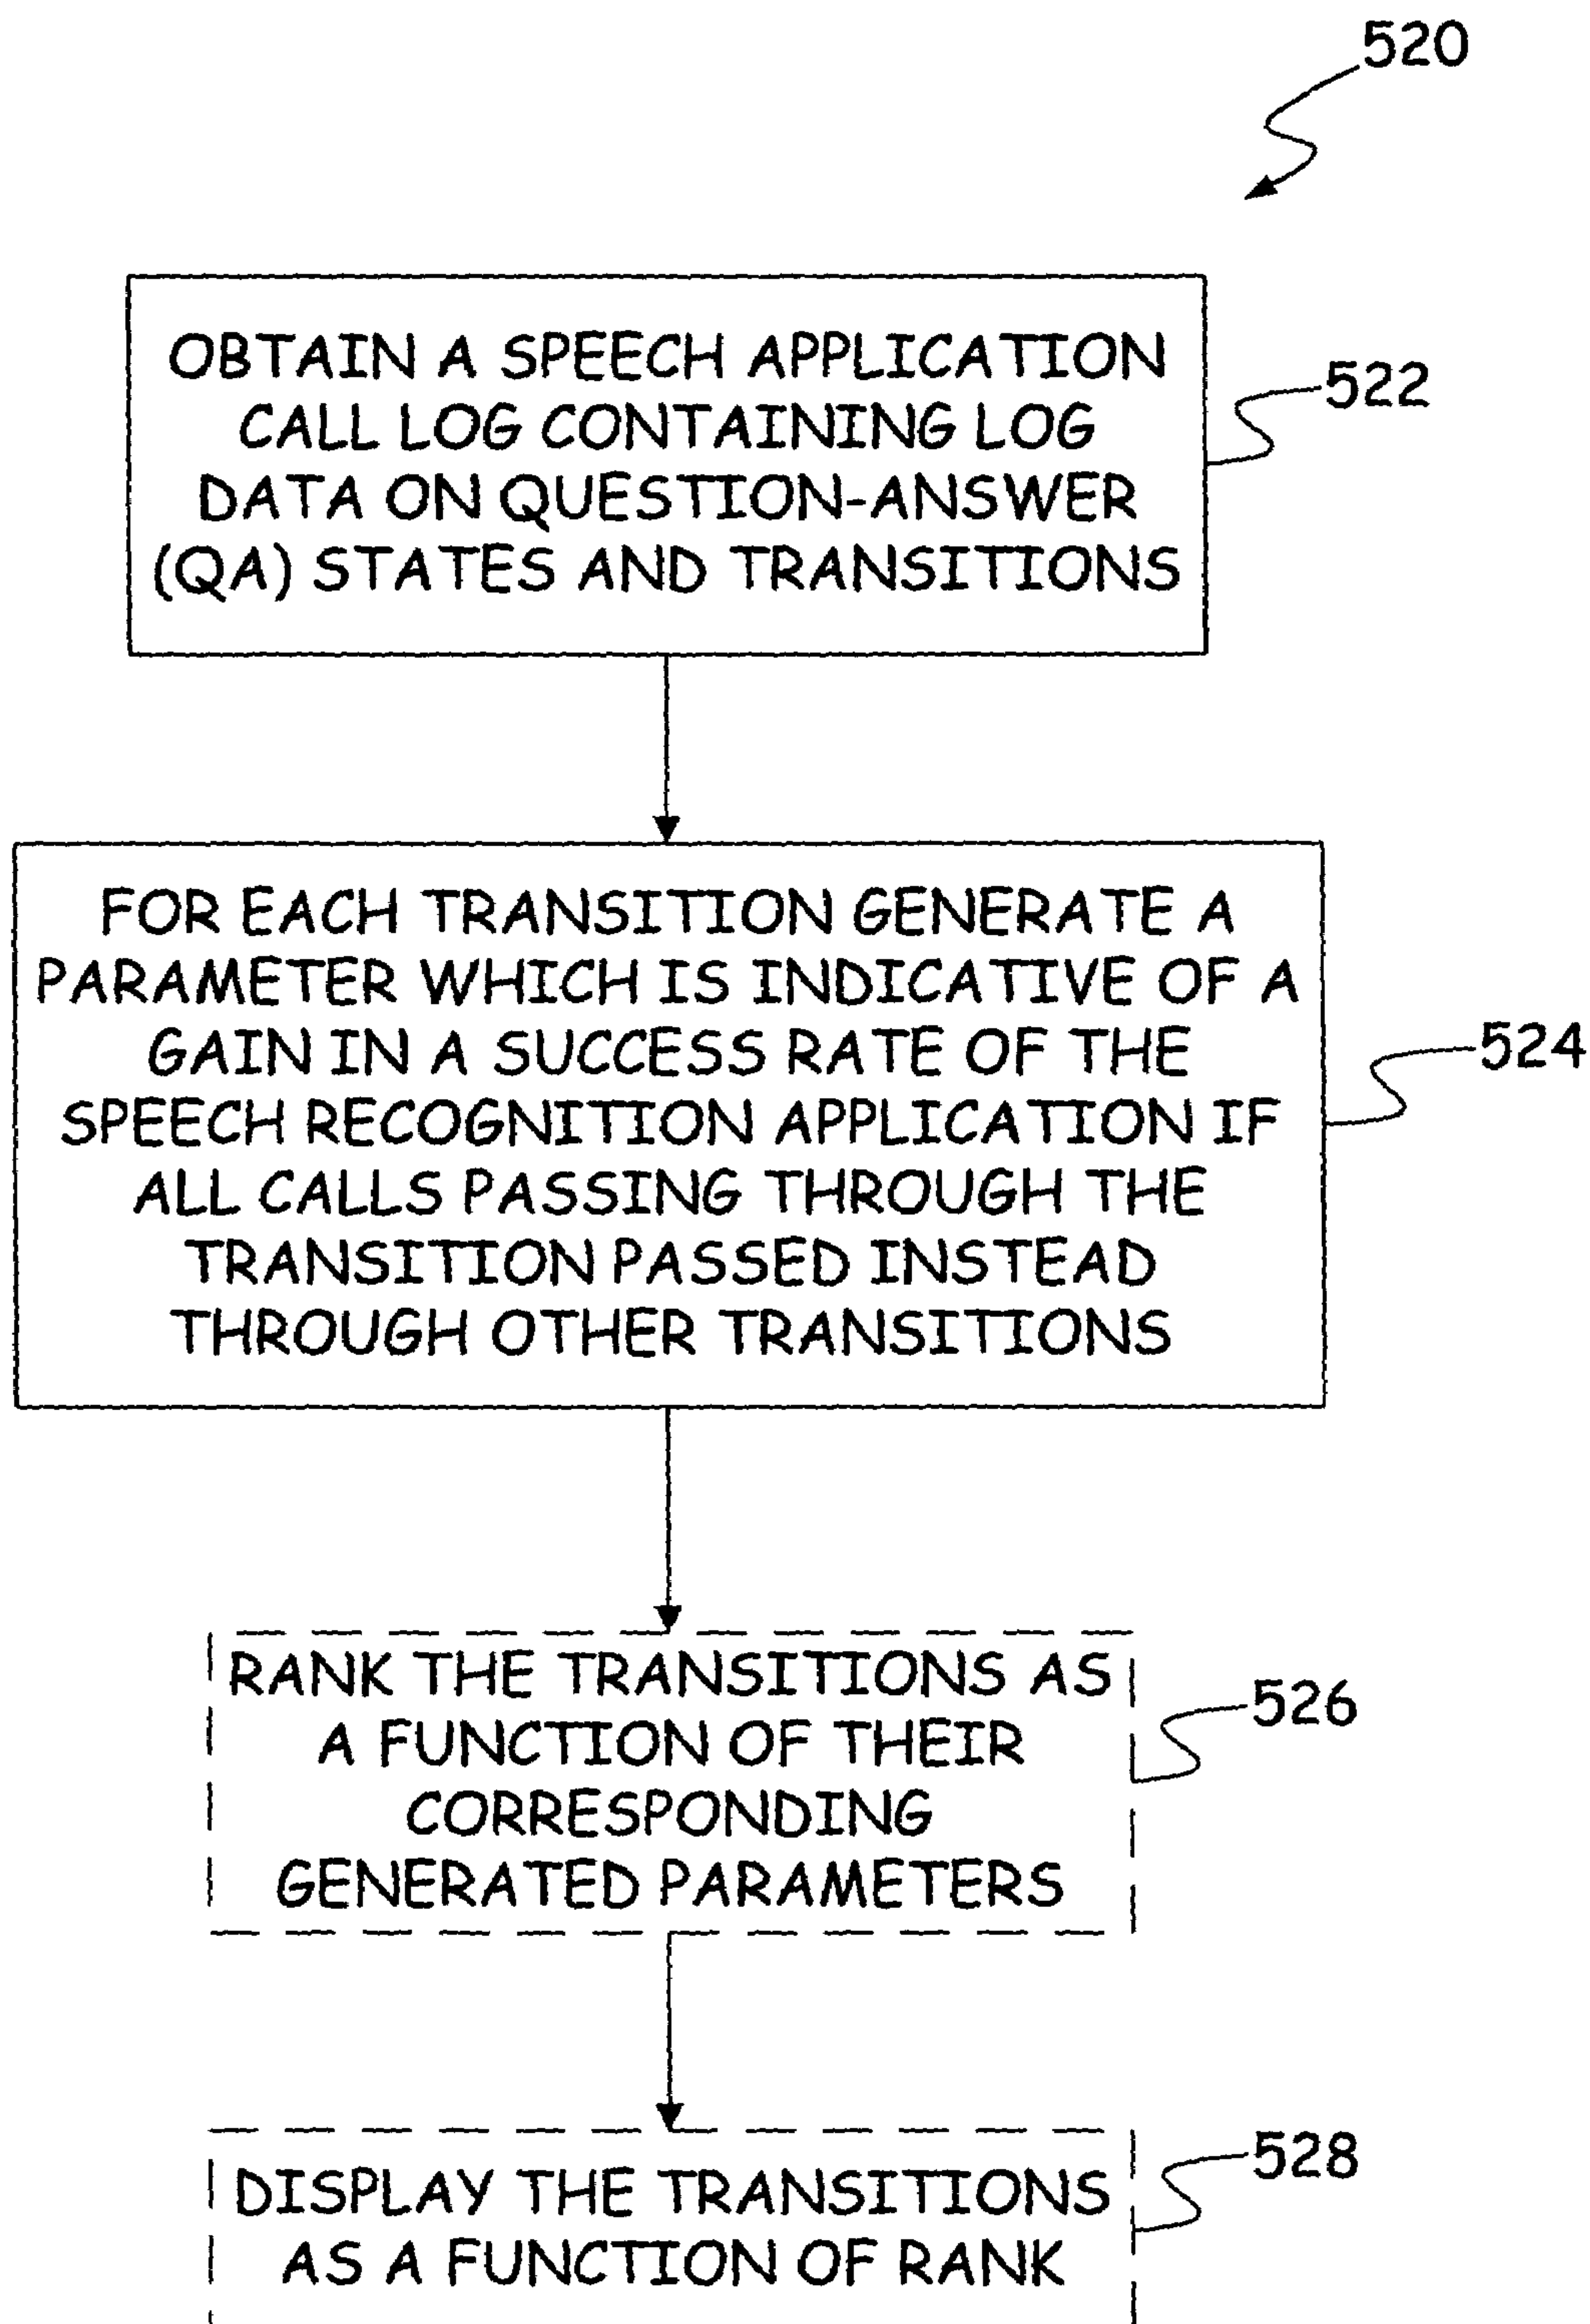 520
OBTAIN A SPEECH APPLICATION
CALL LOG CONTAINING LOG
DATA ON QUESTION-ANSWER
(QA) STATES AND TRANSITIONS
522
FOR EACH TRANSITION GENERATE A
PARAMETER WHICH IS INDICATIVE OF A
GAIN IN A SUCCESS RATE OF THE
SPEECH RECOGNITION APPLICATION IF
ALL CALLS PASSING THROUGH THE
TRANSITION PASSED INSTEAD
THROUGH OTHER TRANSITIONS
524
RANK THE TRANSITIONS AS
A FUNCTION OF THEIR
CORRESPONDING
GENERATED PARAMETERS
526
DISPLAY THE TRANSITIONS
AS A FUNCTION OF RANK
528